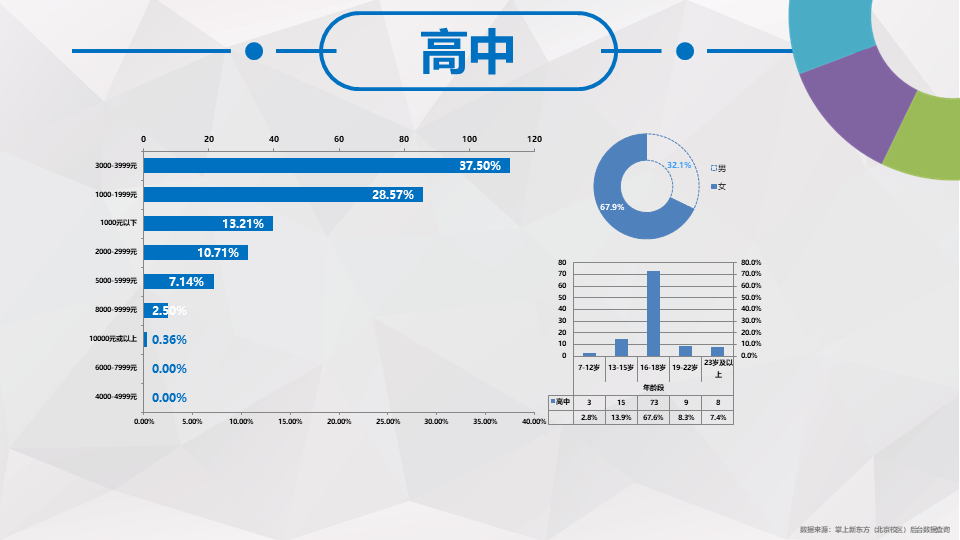 高中
0 20 40 60 80 100 120
3000-3999元 37.50%
1000-1999元 28.57%
1000元以下 13.21%
2000-2999元 10.71%
5000-5999元 7.14%
8000-9999元 2.50%
10000元或以上 0.36%
6000-7999元 0.00%
4000-4999元 0.00%
0.00% 5.00% 10.00% 15.00% 20.00% 25.00% 30.00% 35.00% 40.00%
32.1%
67.9%
男
女
80 80.0%
70 70.0%
60 60.0%
50 50.0%
40 40.0%
30 30.0%
20 20.0%
10 10.0%
0 0.0%
7-12岁 13-15岁 16-18岁 19-22岁 23岁及以
上
年龄段
高中 3 15 73 9 8
2.8% 13.9% 67.6% 8.3% 7.4%
数据来源：掌上新东方（北京校区）后台数据查询